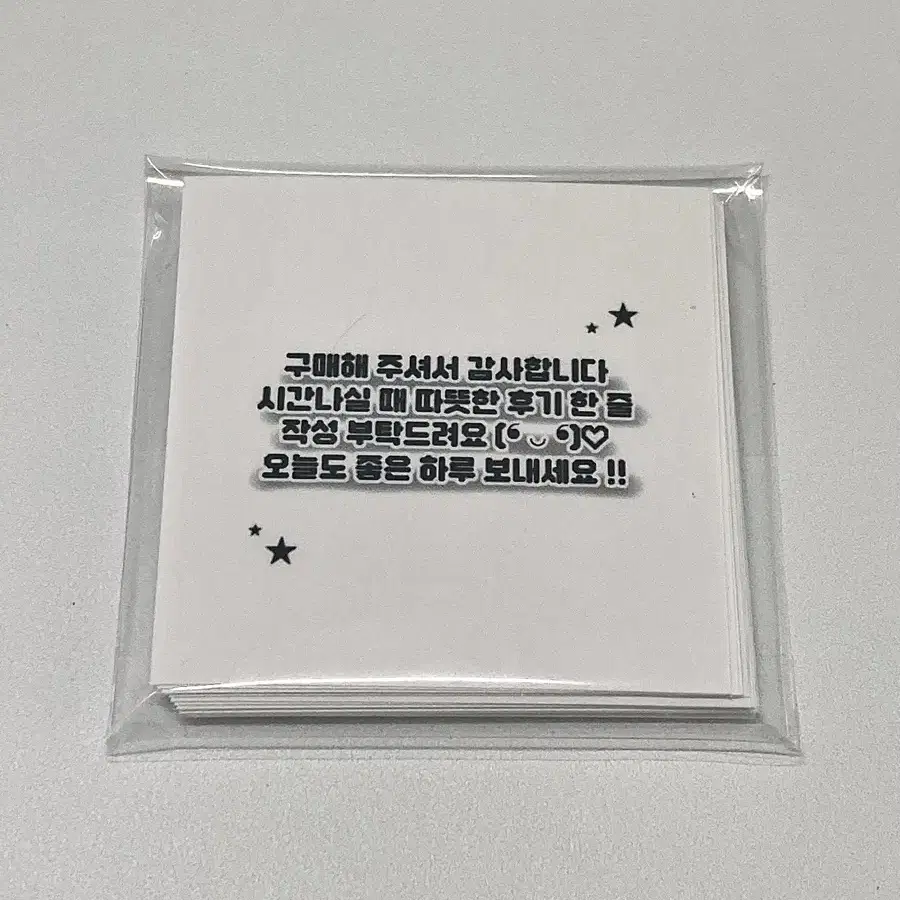 구매해 주셔서 감사합니다
시간나실 때 따뜻한 후기 한 줄
작성 부탁드려요 (❛ ᴗ ❛)♡
오늘도 좋은 하루 보내세요 !!